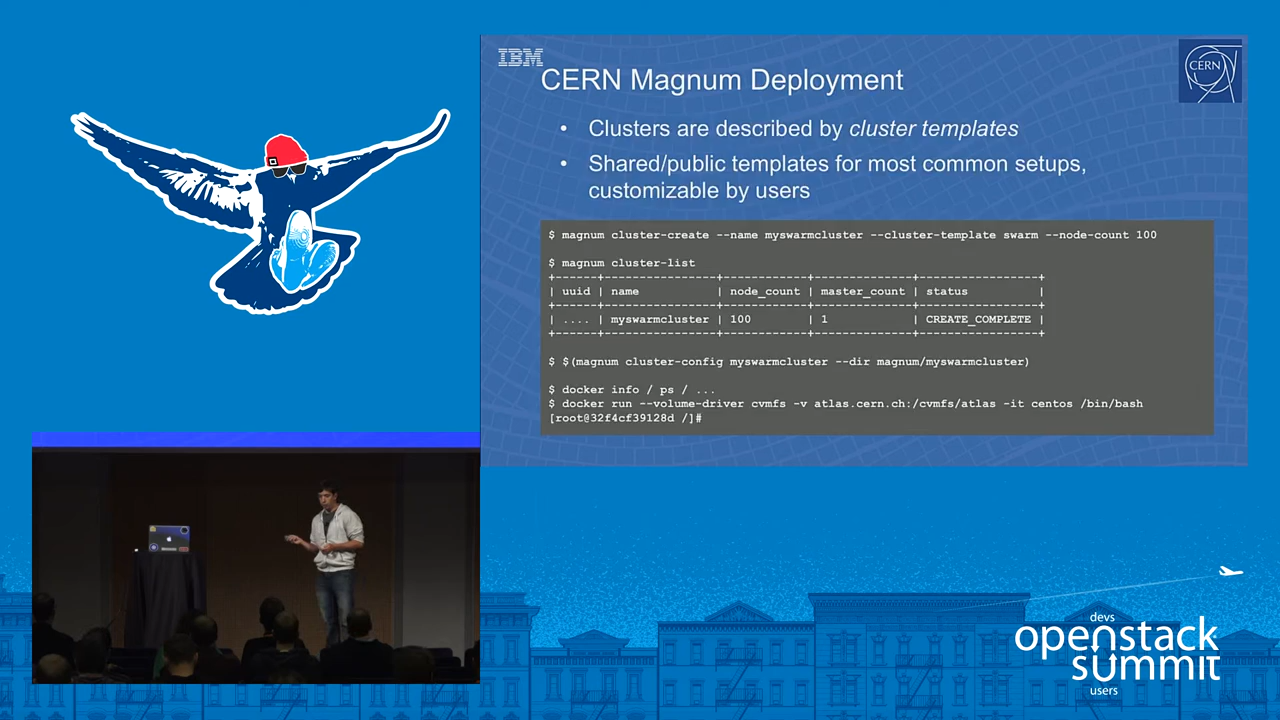 IBM
CERN
CERN Magnum Deployment
• Clusters are described by cluster templates
• Shared/public templates for most common setups,
customizable by users
$ magnum cluster-create --name myswarmcluster --cluster-template swarm --node-count 100
$ magnum cluster-list
+------+----------------+------------+--------------+-----------------+
| uuid | name | node_count | master_count | status |
+------+----------------+------------+--------------+-----------------+
| .... | myswarmcluster | 100 | 1 | CREATE_COMPLETE |
+------+----------------+------------+--------------+-----------------+
$ $(magnum cluster-config myswarmcluster --dir magnum/myswarmcluster)
$ docker info / ps / ...
$ docker run --volume-driver cvmfs -v atlas.cern.ch:/cvmfs/atlas -it centos /bin/bash
[root@32f4cf39128d /]#
devs
openstack
summit
users